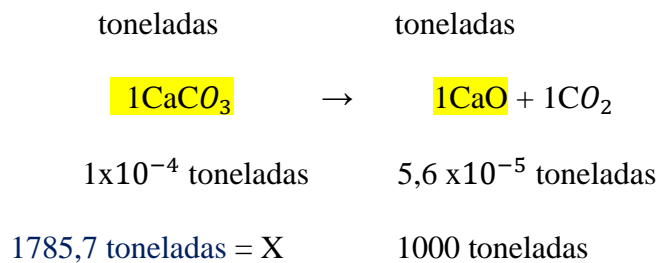 toneladas toneladas
1CaCO₃ → 1CaO + 1CO₂
1x10⁻⁴ toneladas 5,6 x10⁻⁵ toneladas
1785,7 toneladas = X 1000 toneladas